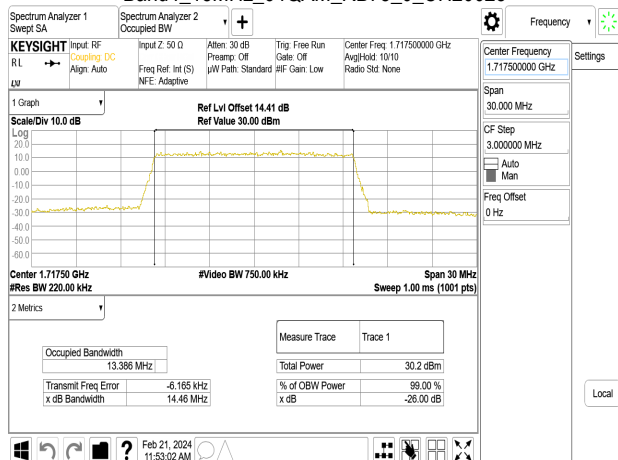 Spectrum Analyzer 1
Swept SA
Spectrum Analyzer 2
Occupied BW
Frequency
KEYSIGHT
RL
Input: RF
Coupling: DC
Align: Auto
Input Z: 50 Ω
Freq Ref: Int (S)
NFE: Adaptive
Atten: 30 dB
Preamp: Off
µW Path: Standard
Trig: Free Run
Gate: Off
#IF Gain: Low
Center Freq: 1.717500000 GHz
Avg|Hold: 10/10
Radio Std: None
Center Frequency
1.717500000 GHz
Settings
Span
30.000 MHz
CF Step
3.000000 MHz
Auto
Man
Freq Offset
0 Hz
1 Graph
Scale/Div 10.0 dB
Ref Lvl Offset 14.41 dB
Ref Value 30.00 dBm
Log
20.0
10.0
0.00
-10.0
-20.0
-30.0
-40.0
-50.0
-60.0
Center 1.71750 GHz
#Res BW 220.00 kHz
#Video BW 750.00 kHz
Span 30 MHz
Sweep 1.00 ms (1001 pts)
2 Metrics
Measure Trace Trace 1
Occupied Bandwidth
13.386 MHz
Total Power 30.2 dBm
Transmit Freq Error -6.165 kHz
% of OBW Power 99.00 %
x dB Bandwidth 14.46 MHz
x dB -26.00 dB
Local
Feb 21, 2024
11:53:02 AM